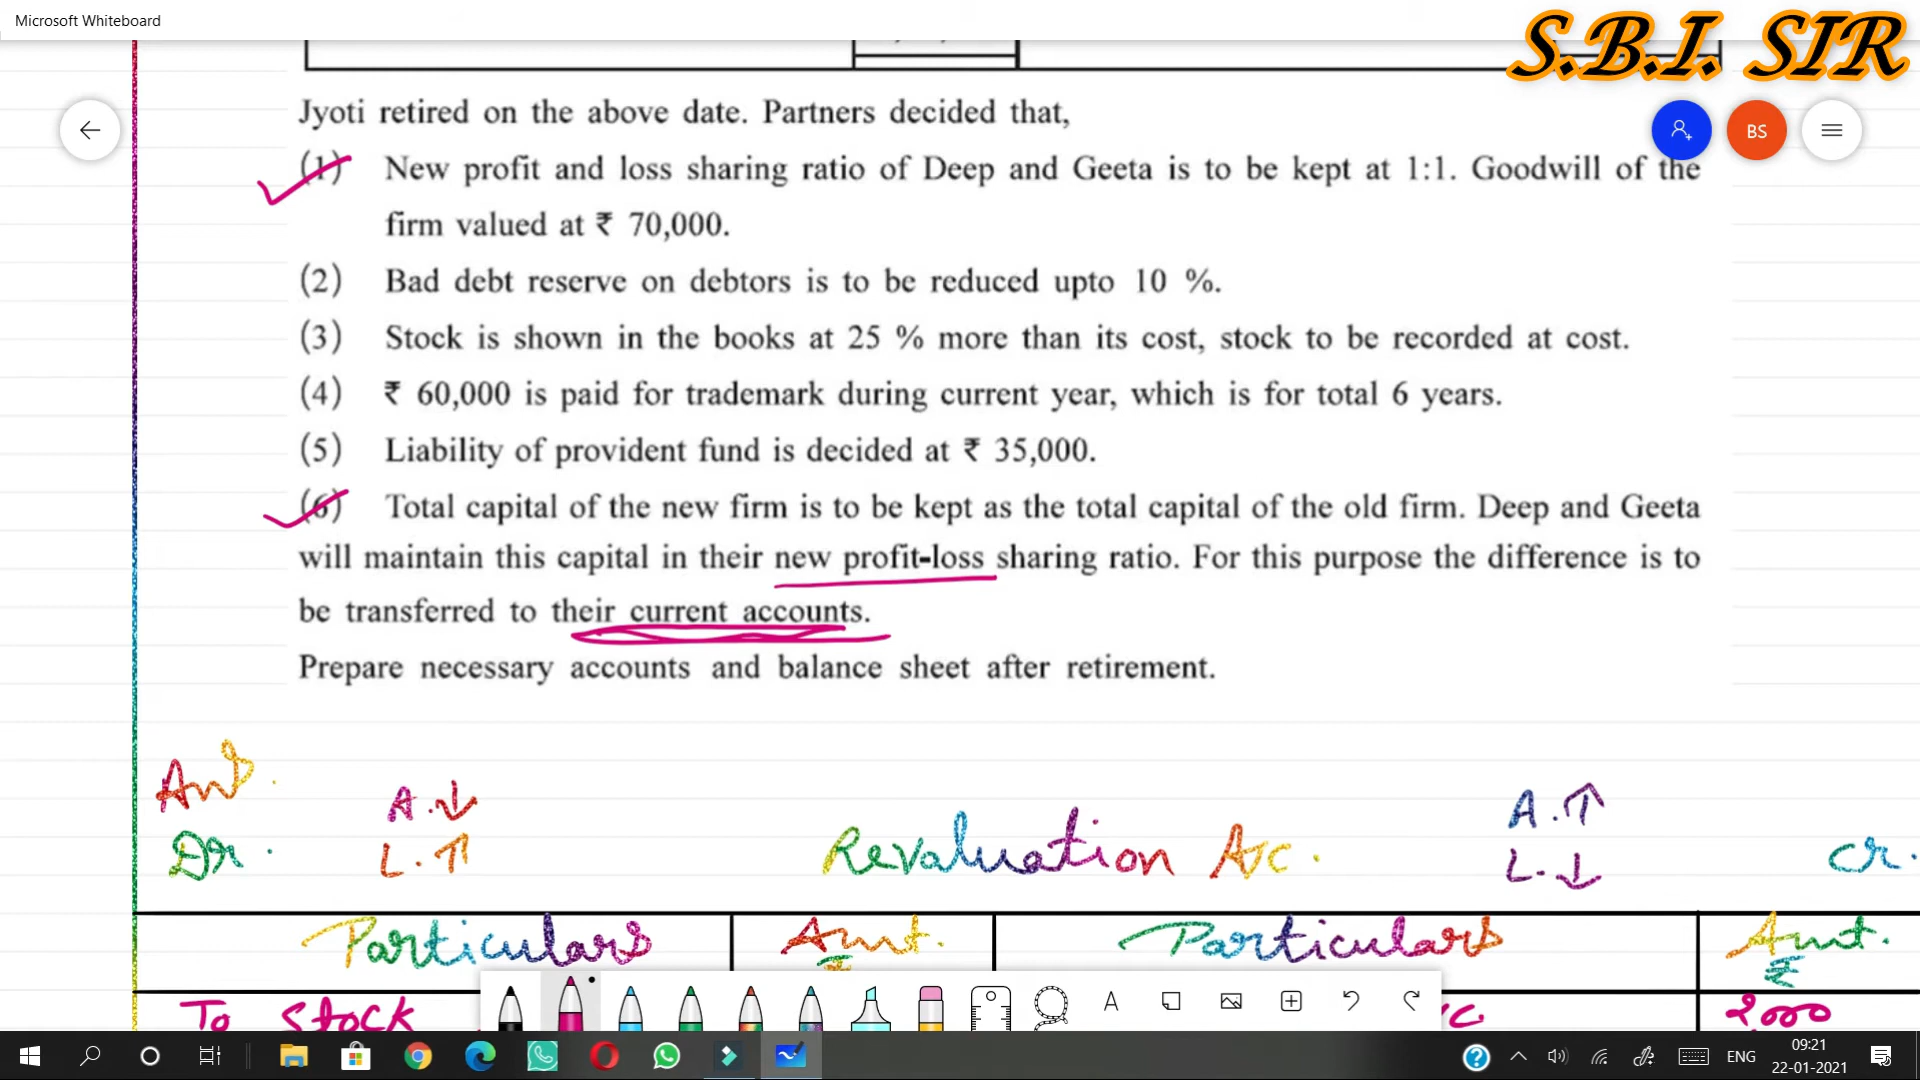 Microsoft Whiteboard
S.B.I. SIR
Jyoti retired on the above date. Partners decided that,
BS
(1) New profit and loss sharing ratio of Deep and Geeta is to be kept at 1:1. Goodwill of the
firm valued at ₹ 70,000.
(2) Bad debt reserve on debtors is to be reduced upto 10 %.
(3) Stock is shown in the books at 25 % more than its cost, stock to be recorded at cost.
(4) ₹ 60,000 is paid for trademark during current year, which is for total 6 years.
(5) Liability of provident fund is decided at ₹ 35,000.
(6) Total capital of the new firm is to be kept as the total capital of the old firm. Deep and Geeta
will maintain this capital in their new profit-loss sharing ratio. For this purpose the difference is to
be transferred to their current accounts.
Prepare necessary accounts and balance sheet after retirement.
Ans.
A.↓ A.↑
Dr. L.↑ Revaluation A/c. L.↓ Cr.
Particulars Amt. ₹ Particulars Amt. ₹
To Stock 2000
A
ENG
09:21
22-01-2021